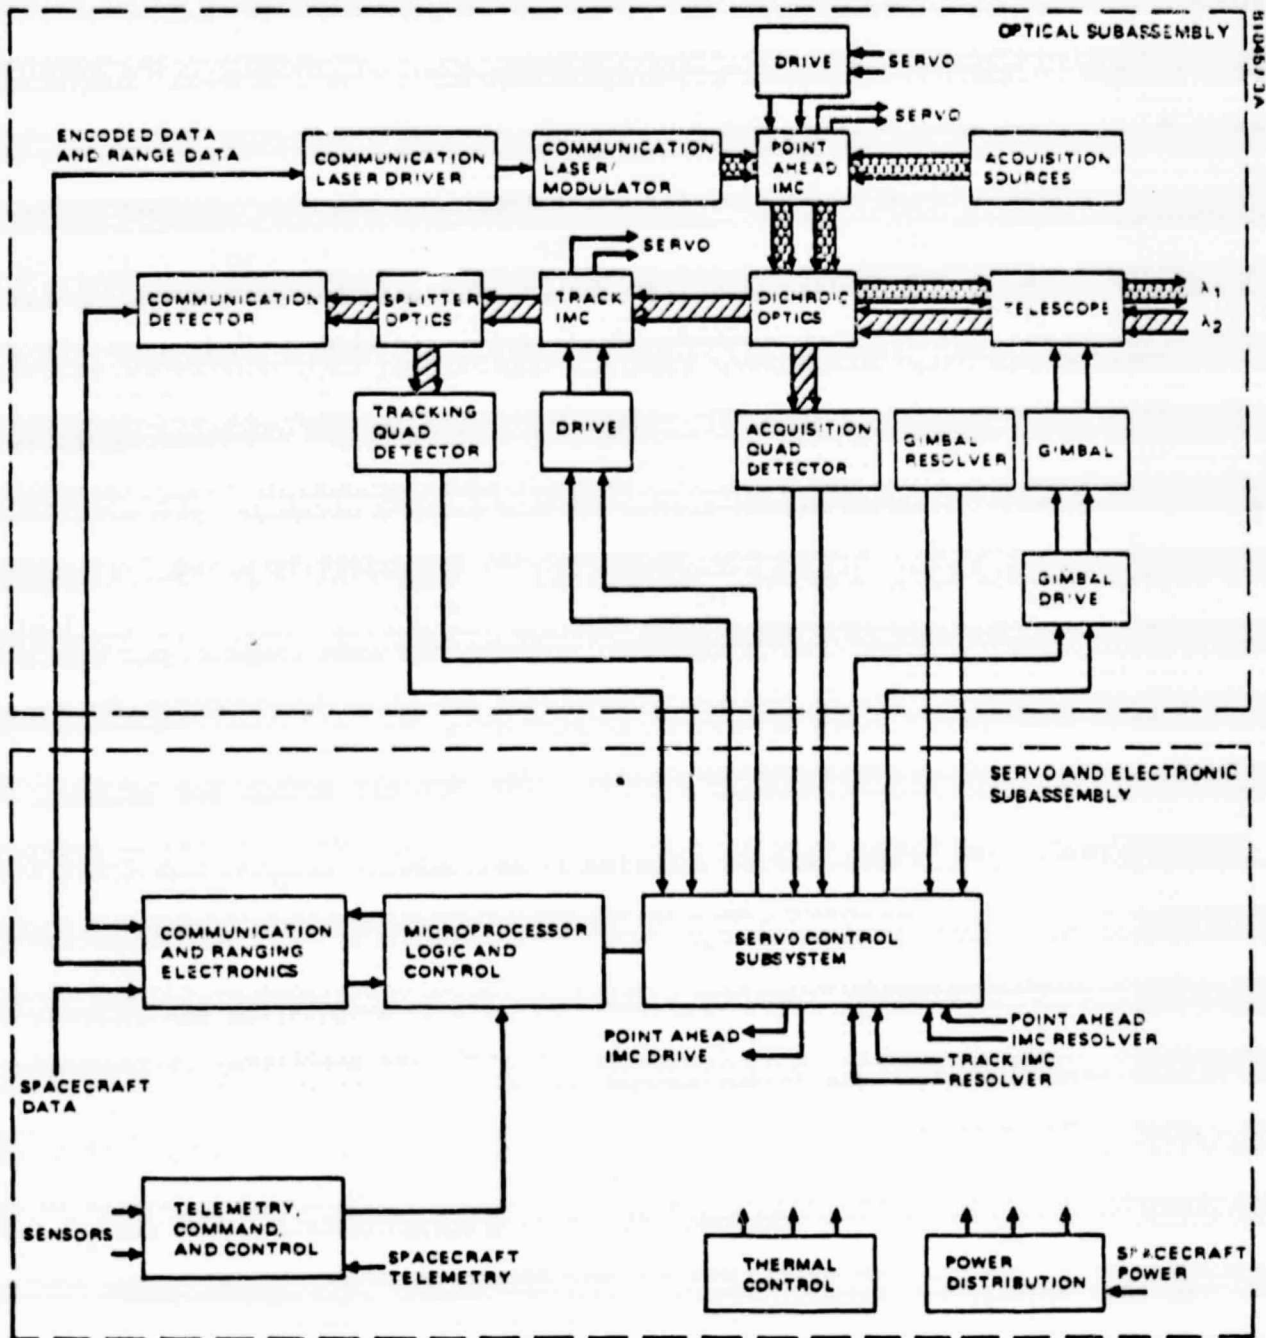 OPTICAL SUBASSEMBLY
DRIVE
SERVO
SERVO
ENCODED DATA
AND RANGE DATA
COMMUNICATION
LASER DRIVER
COMMUNICATION
LASER/
MODULATOR
POINT
AHEAD
IMC
ACQUISITION
SOURCES
SERVO
COMMUNICATION
DETECTOR
SPLITTER
OPTICS
TRACK
IMC
DICHROIC
OPTICS
TELESCOPE
λ1
λ2
TRACKING
QUAD
DETECTOR
DRIVE
ACQUISITION
QUAD
DETECTOR
GIMBAL
RESOLVER
GIMBAL
GIMBAL
DRIVE
SERVO AND ELECTRONIC
SUBASSEMBLY
COMMUNICATION
AND RANGING
ELECTRONICS
MICROPROCESSOR
LOGIC AND
CONTROL
SERVO CONTROL
SUBSYSTEM
POINT AHEAD
IMC DRIVE
POINT AHEAD
IMC RESOLVER
TRACK IMC
RESOLVER
SPACECRAFT
DATA
SENSORS
TELEMETRY,
COMMAND,
AND CONTROL
SPACECRAFT
TELEMETRY
THERMAL
CONTROL
POWER
DISTRIBUTION
SPACECRAFT
POWER